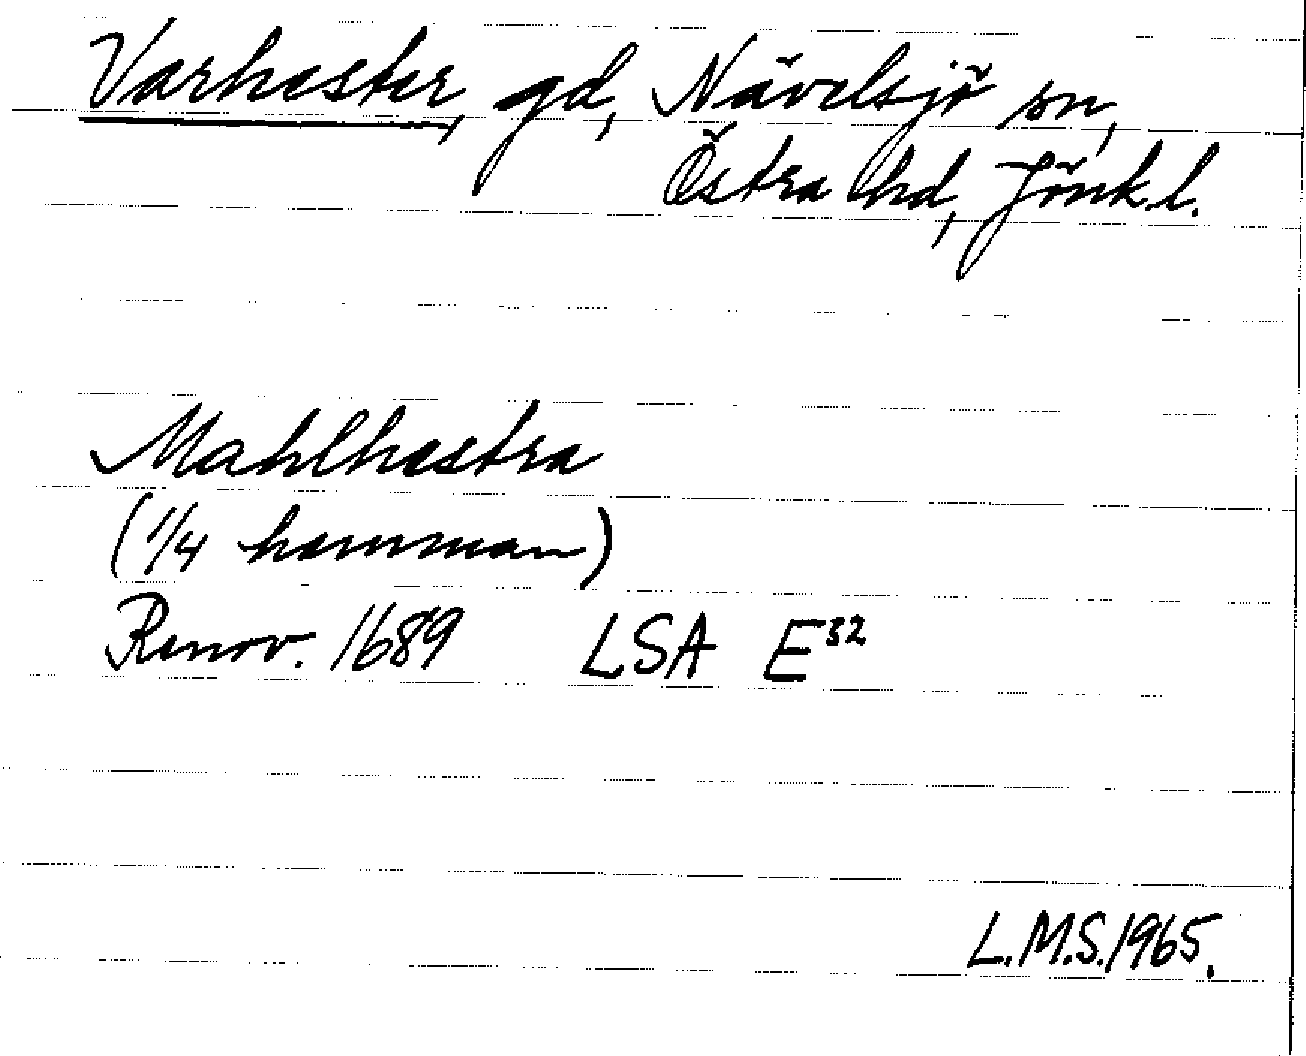 Varhester, gd, Nävelsjö sn,
Östra hd, Jönk.l.
Mahlhestra
(1/4 hemman)
Renov. 1689 LSA E³²
L.M.S.1965.